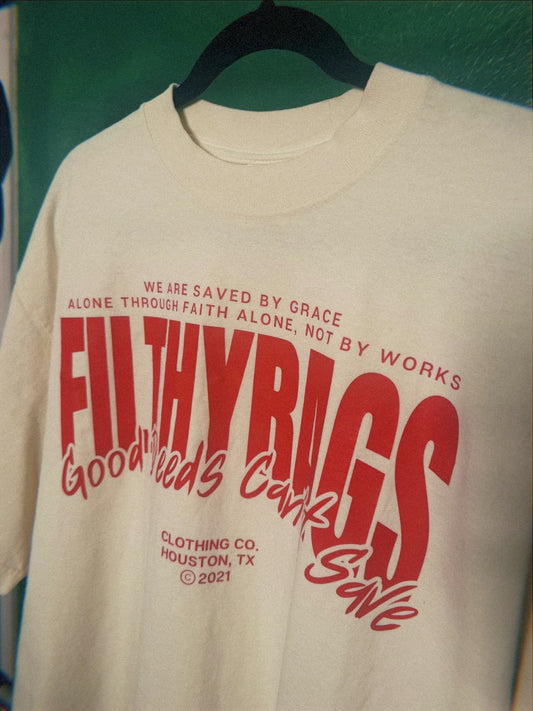 WE ARE SAVED BY GRACE
ALONE THROUGH FAITH ALONE, NOT BY WORKS
FILTHYRAGS
Good Deeds Can't Save
CLOTHING CO.
HOUSTON, TX
© 2021